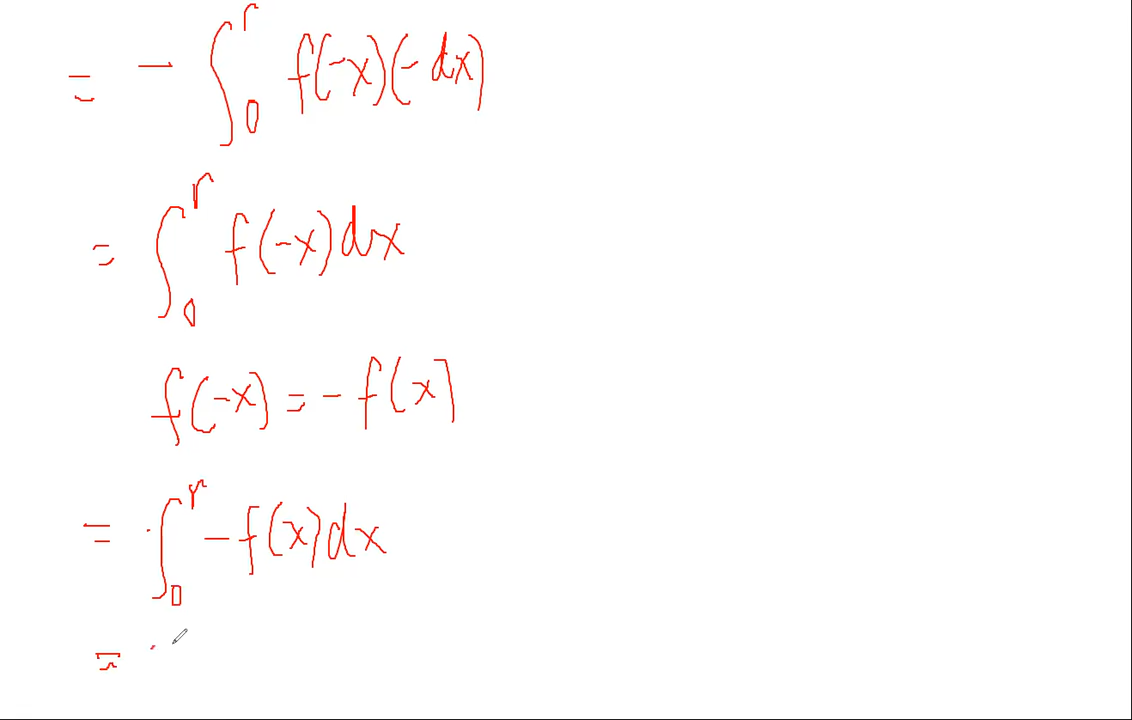 = - ∫₀ʳ f(-x)(-dx)
= ∫₀ʳ f(-x)dx
f(-x) = -f(x)
= ∫₀ʳ -f(x)dx
=